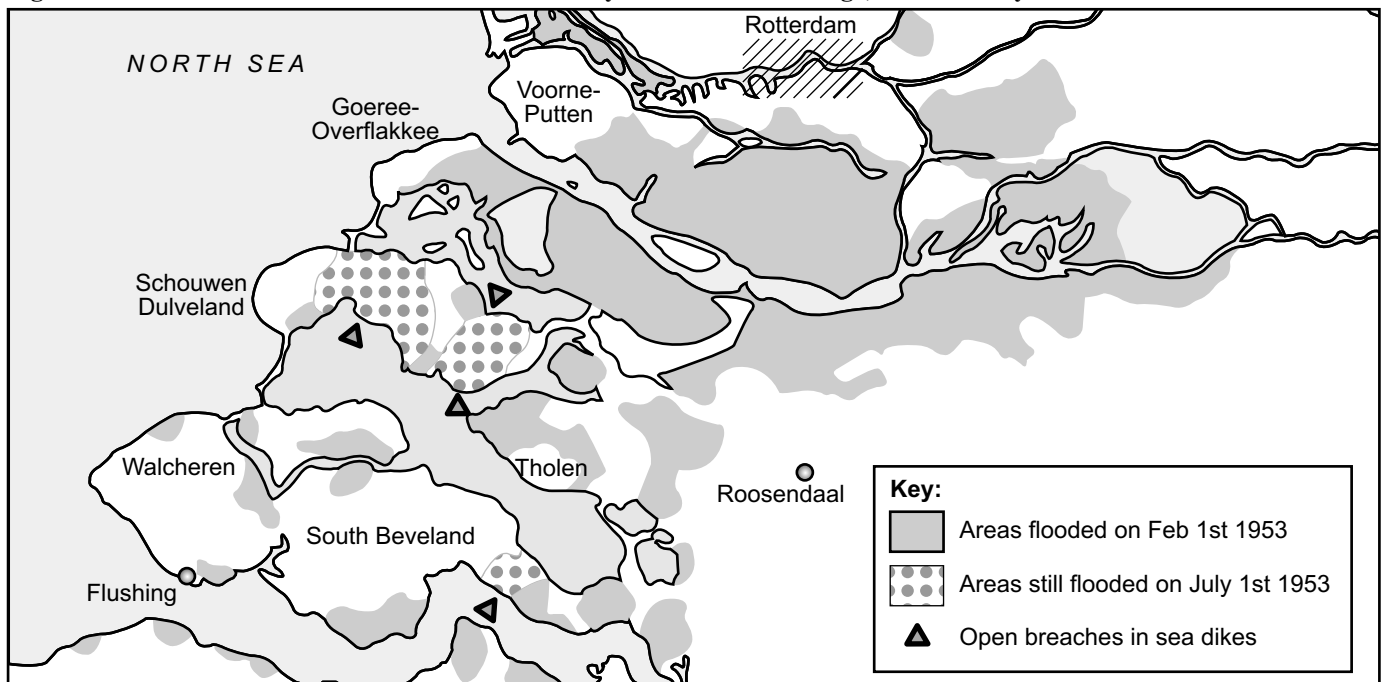 Rotterdam
NORTH SEA
Voorne-
Putten
Goeree-
Overflakkee
Schouwen
Dulveland
Walcheren
Tholen
Roosendaal
South Beveland
Flushing
Key:
Areas flooded on Feb 1st 1953
Areas still flooded on July 1st 1953
Open breaches in sea dikes